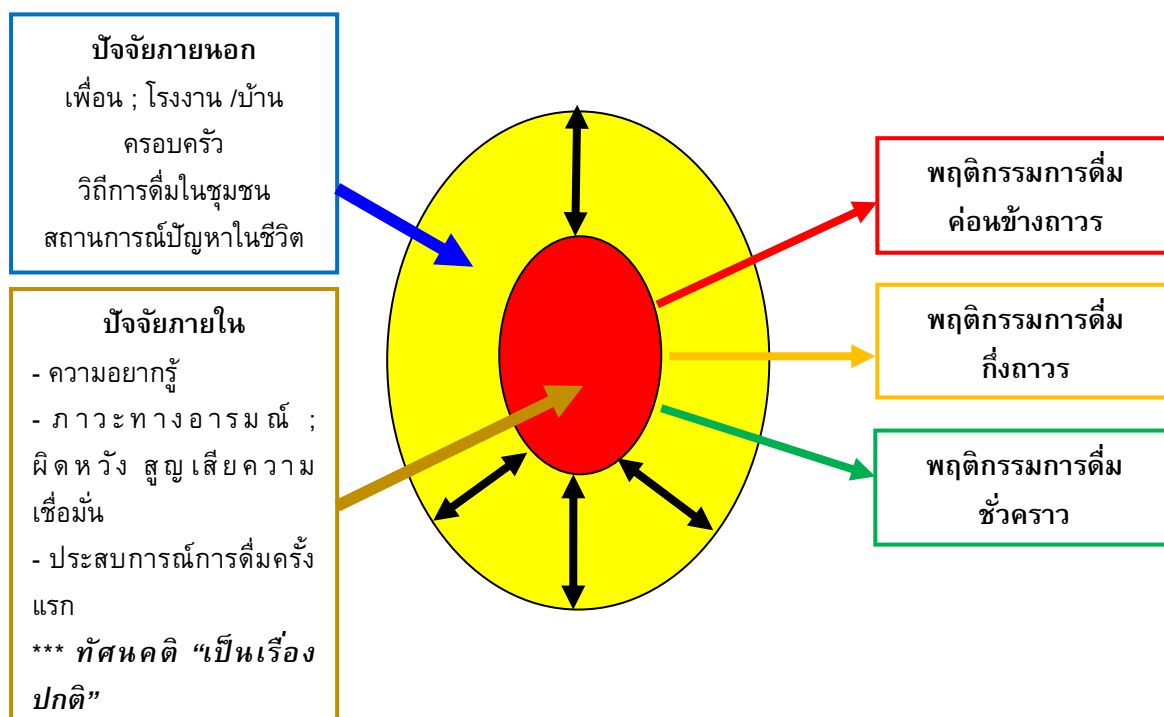 ปัจจัยภายนอก
เพื่อน ; โรงงาน /บ้าน
ครอบครัว
วิถีการดื่มในชุมชน
สถานการณ์ปัญหาในชีวิต
ปัจจัยภายใน
- ความอยากรู้
- ภาวะทางอารมณ์ ;
ผิดหวัง สูญเสียความ
เชื่อมั่น
- ประสบการณ์การดื่มครั้ง
แรก
*** ทัศนคติ “เป็นเรื่อง
ปกติ”
พฤติกรรมการดื่ม
ค่อนข้างถาวร
พฤติกรรมการดื่ม
กึ่งถาวร
พฤติกรรมการดื่ม
ชั่วคราว